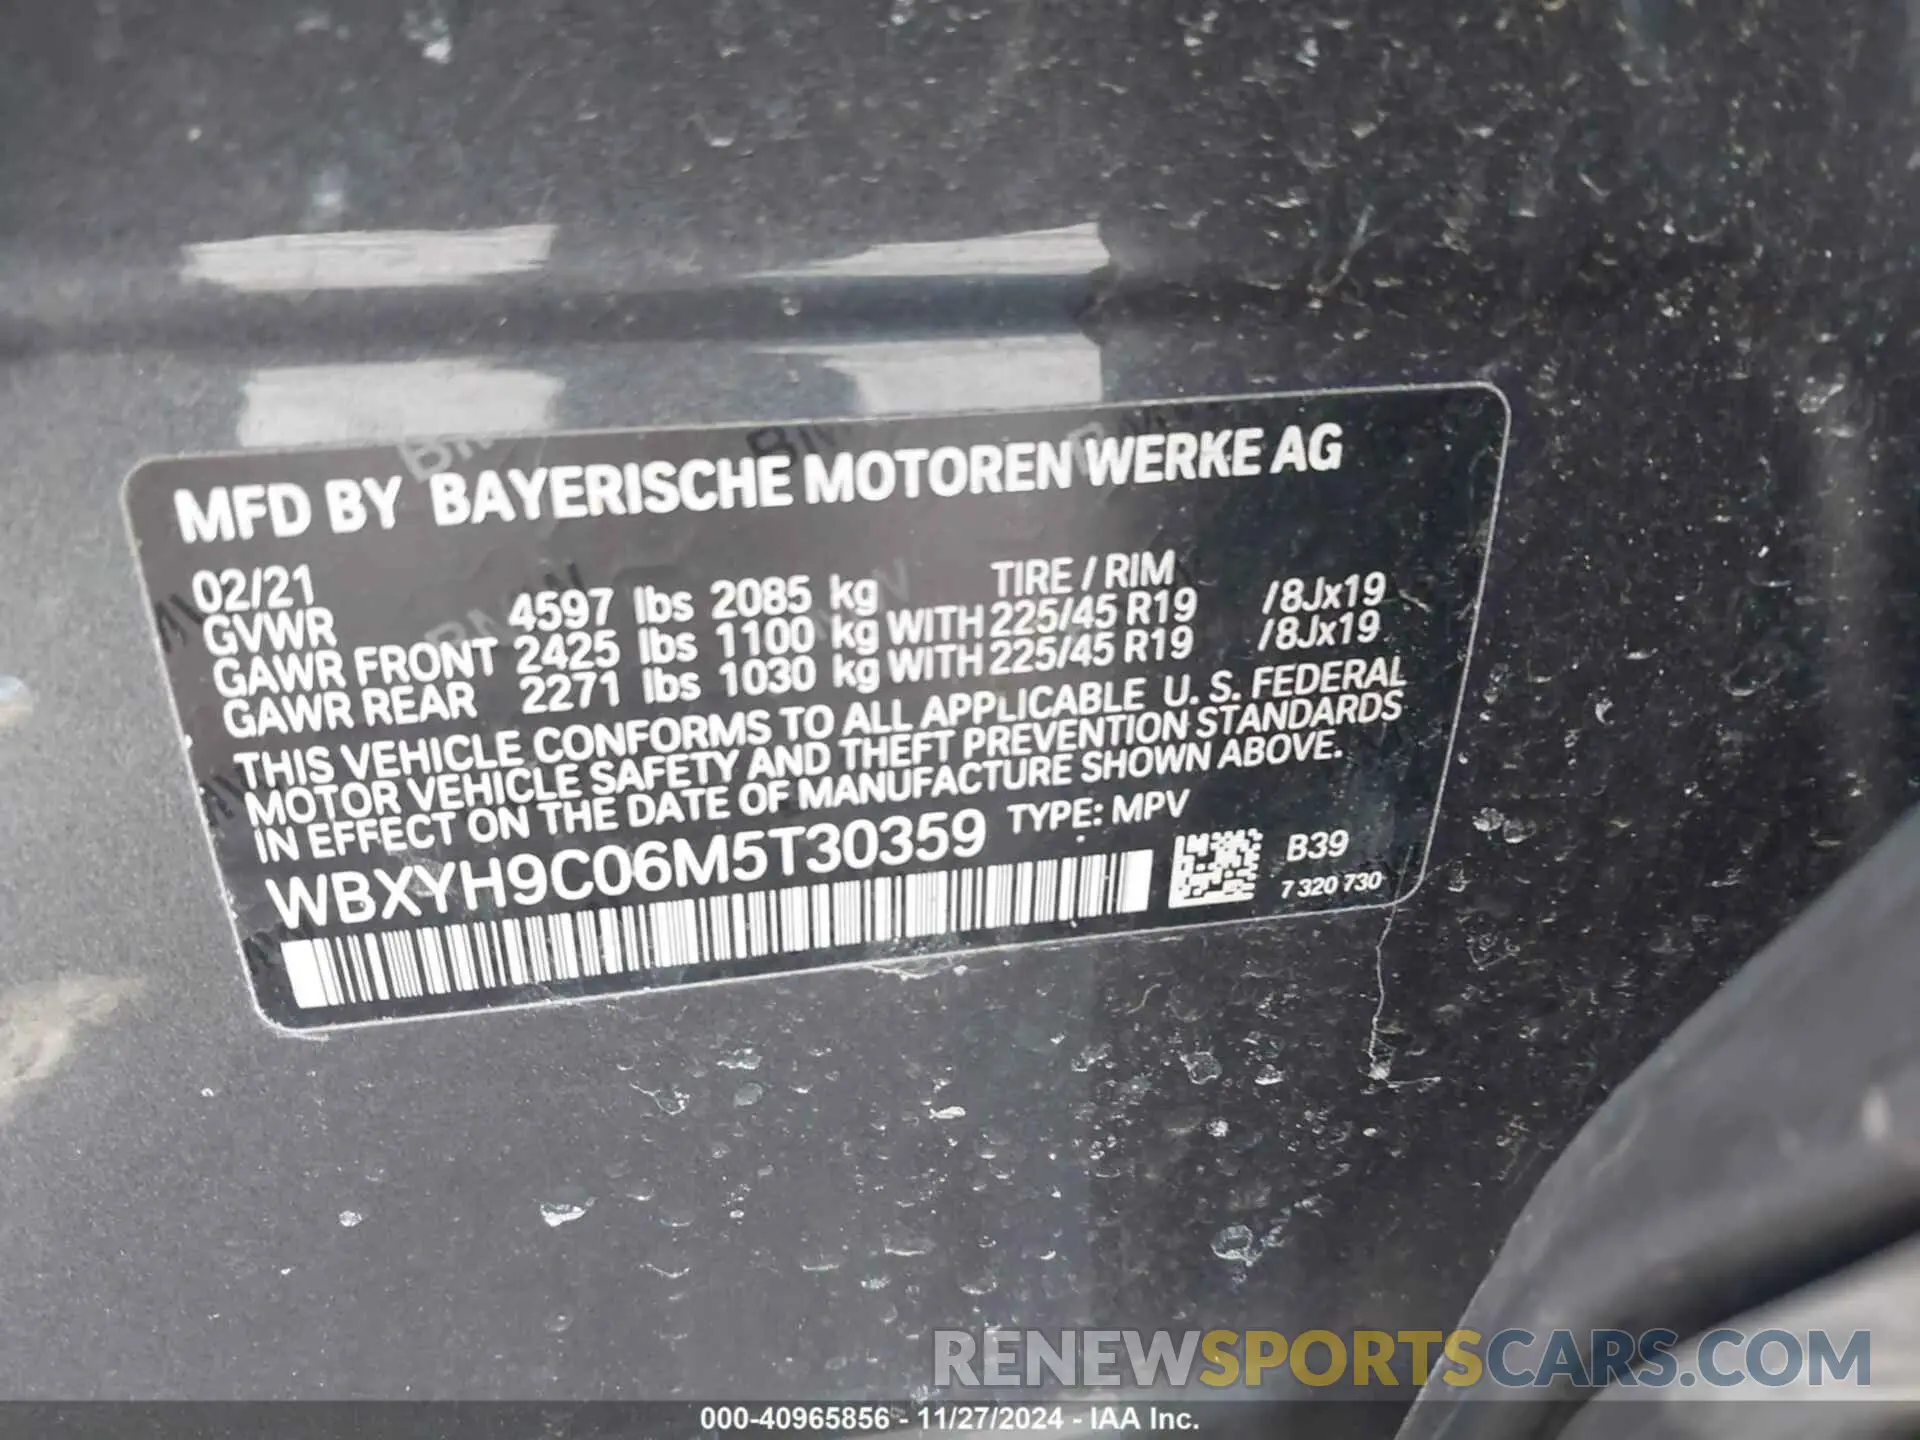 MFD BY BAYERISCHE MOTOREN WERKE AG
02/21 TIRE / RIM
GVWR 4597 lbs 2085 kg
GAWR FRONT 2425 lbs 1100 kg WITH 225/45 R19 /8Jx19
GAWR REAR 2271 lbs 1030 kg WITH 225/45 R19 /8Jx19
THIS VEHICLE CONFORMS TO ALL APPLICABLE U. S. FEDERAL
MOTOR VEHICLE SAFETY AND THEFT PREVENTION STANDARDS
IN EFFECT ON THE DATE OF MANUFACTURE SHOWN ABOVE.
WBXYH9C06M5T30359 TYPE: MPV
B39
7 320 730
RENEWSPORTSCARS.COM
000-40965856 - 11/27/2024 - IAA Inc.